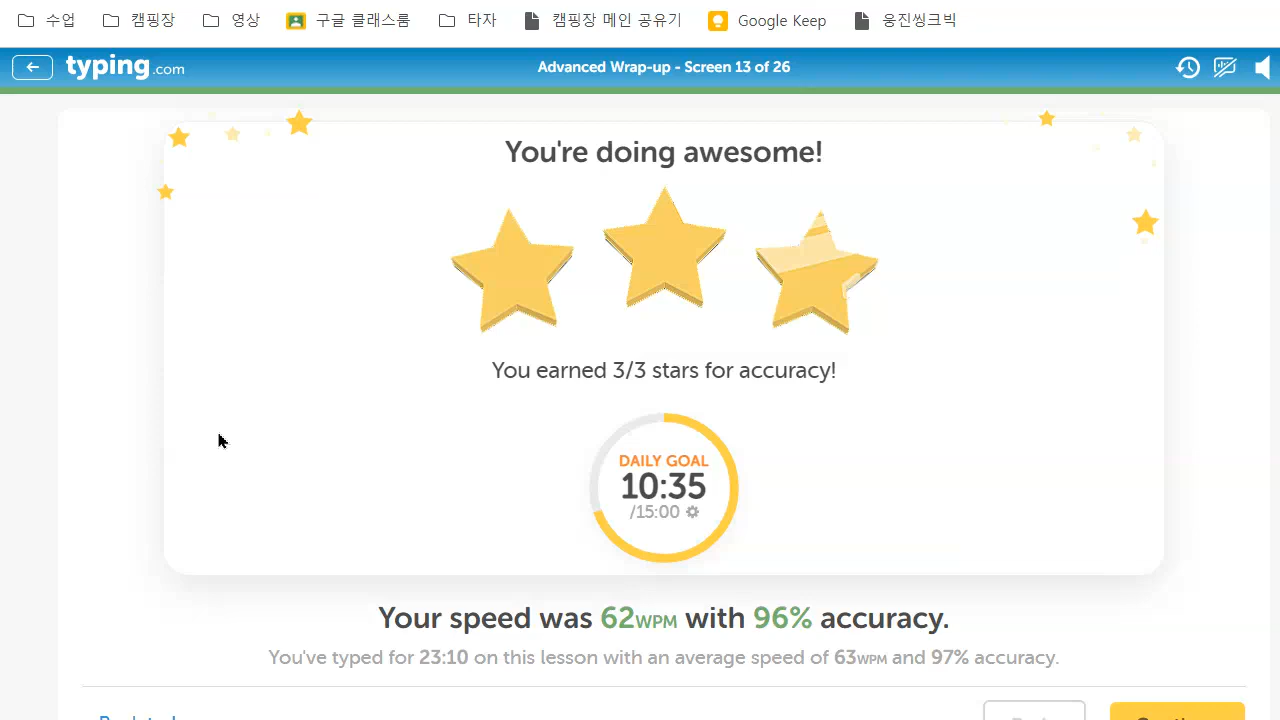 수업 캠핑장 영상 구글 클래스룸 타자 캠핑장 메인 공유기 Google Keep 웅진씽크빅
typing.com Advanced Wrap-up - Screen 13 of 26
You're doing awesome!
You earned 3/3 stars for accuracy!
DAILY GOAL
10:35
/15:00
Your speed was 62WPM with 96% accuracy.
You've typed for 23:10 on this lesson with an average speed of 63WPM and 97% accuracy.